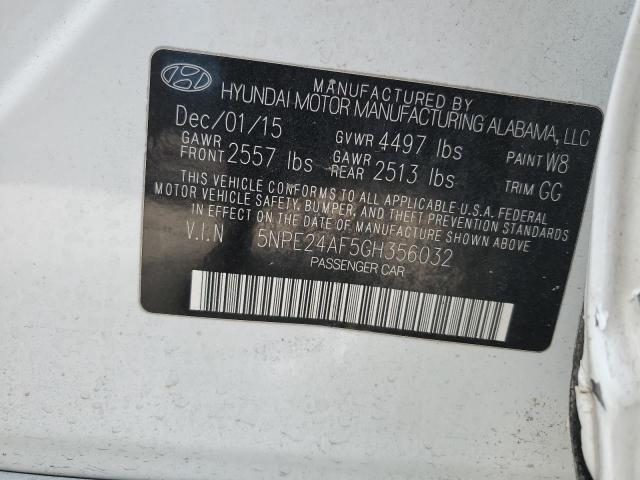 MANUFACTURED BY
HYUNDAI MOTOR MANUFACTURING ALABAMA, LLC
Dec/01/15 GVWR 4497 lbs PAINT W8
GAWR FRONT 2557 lbs GAWR REAR 2513 lbs TRIM GG
THIS VEHICLE CONFORMS TO ALL APPLICABLE U.S.A. FEDERAL
MOTOR VEHICLE SAFETY, BUMPER, AND THEFT PREVENTION STANDARDS
IN EFFECT ON THE DATE OF MANUFACTURE SHOWN ABOVE.
V.I.N 5NPE24AF5GH356032
PASSENGER CAR